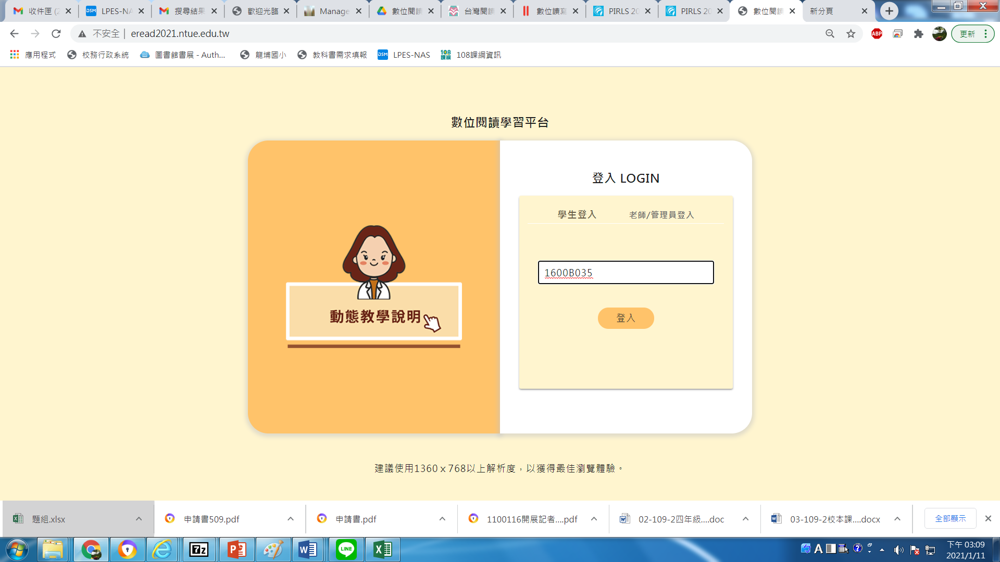 收件匣 (2
LPES-NA
搜尋結果
歡迎光臨
Manage
數位閱讀
台灣閱讀
數位讀寫
PIRLS 20
PIRLS 20
數位閱讀
新分頁
不安全
eread2021.ntue.edu.tw
ABP
更新
應用程式
校務行政系統
圖書館書展 - Auth...
龍埔國小
教科書需求填報
DSM
LPES-NAS
108課綱
108課綱資訊
數位閱讀學習平台
登入 LOGIN
學生登入
老師/管理員登入
1600B035
登入
動態教學說明
建議使用1360 x 768以上解析度，以獲得最佳瀏覽體驗。
題組.xlsx
申請書509.pdf
申請書.pdf
1100116開展記者....pdf
02-109-2四年級....doc
03-109-2校本課....docx
全部顯示
7z
LINE
A
下午 03:09
2021/1/11